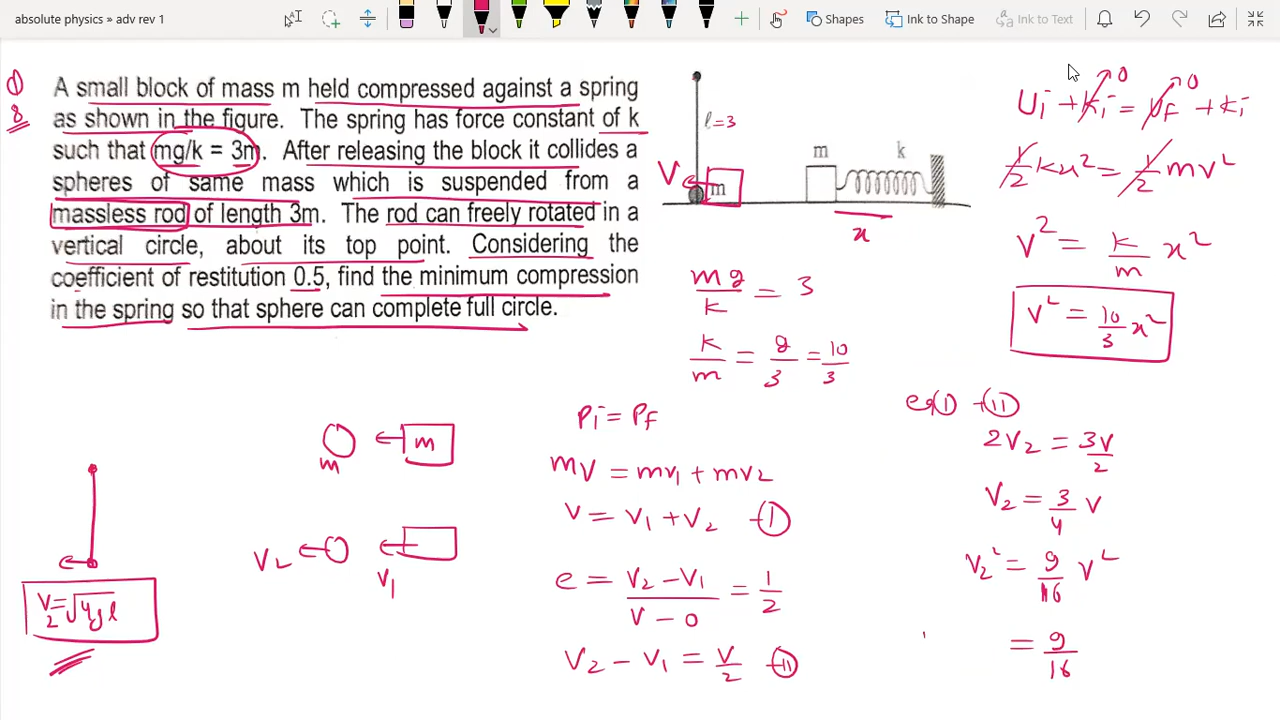 absolute physics » adv rev 1
Shapes
Ink to Shape
Ink to Text
① 8
A small block of mass m held compressed against a spring
as shown in the figure. The spring has force constant of k
such that mg/k = 3m. After releasing the block it collides a
spheres of same mass which is suspended from a
massless rod of length 3m. The rod can freely rotated in a
vertical circle, about its top point. Considering the
coefficient of restitution 0.5, find the minimum compression
in the spring so that sphere can complete full circle.
l=3
V
m
m
k
x
mg/k = 3
k/m = g/3 = 10/3
Ui + Ki = Uf + Ki
0 0
1/2 kx² = 1/2 mv²
V² = k/m x²
V² = 10/3 x²
m
m
V2
V1
V2 = √4gl
Pi = Pf
mV = mV1 + mV2
V = V1 + V2 -①
e = V2 - V1 / V - 0 = 1/2
V2 - V1 = V/2 -⑪
eq ① + ⑪
2V2 = 3V/2
V2 = 3/4 V
V2² = 9/16 V²
= 9/16